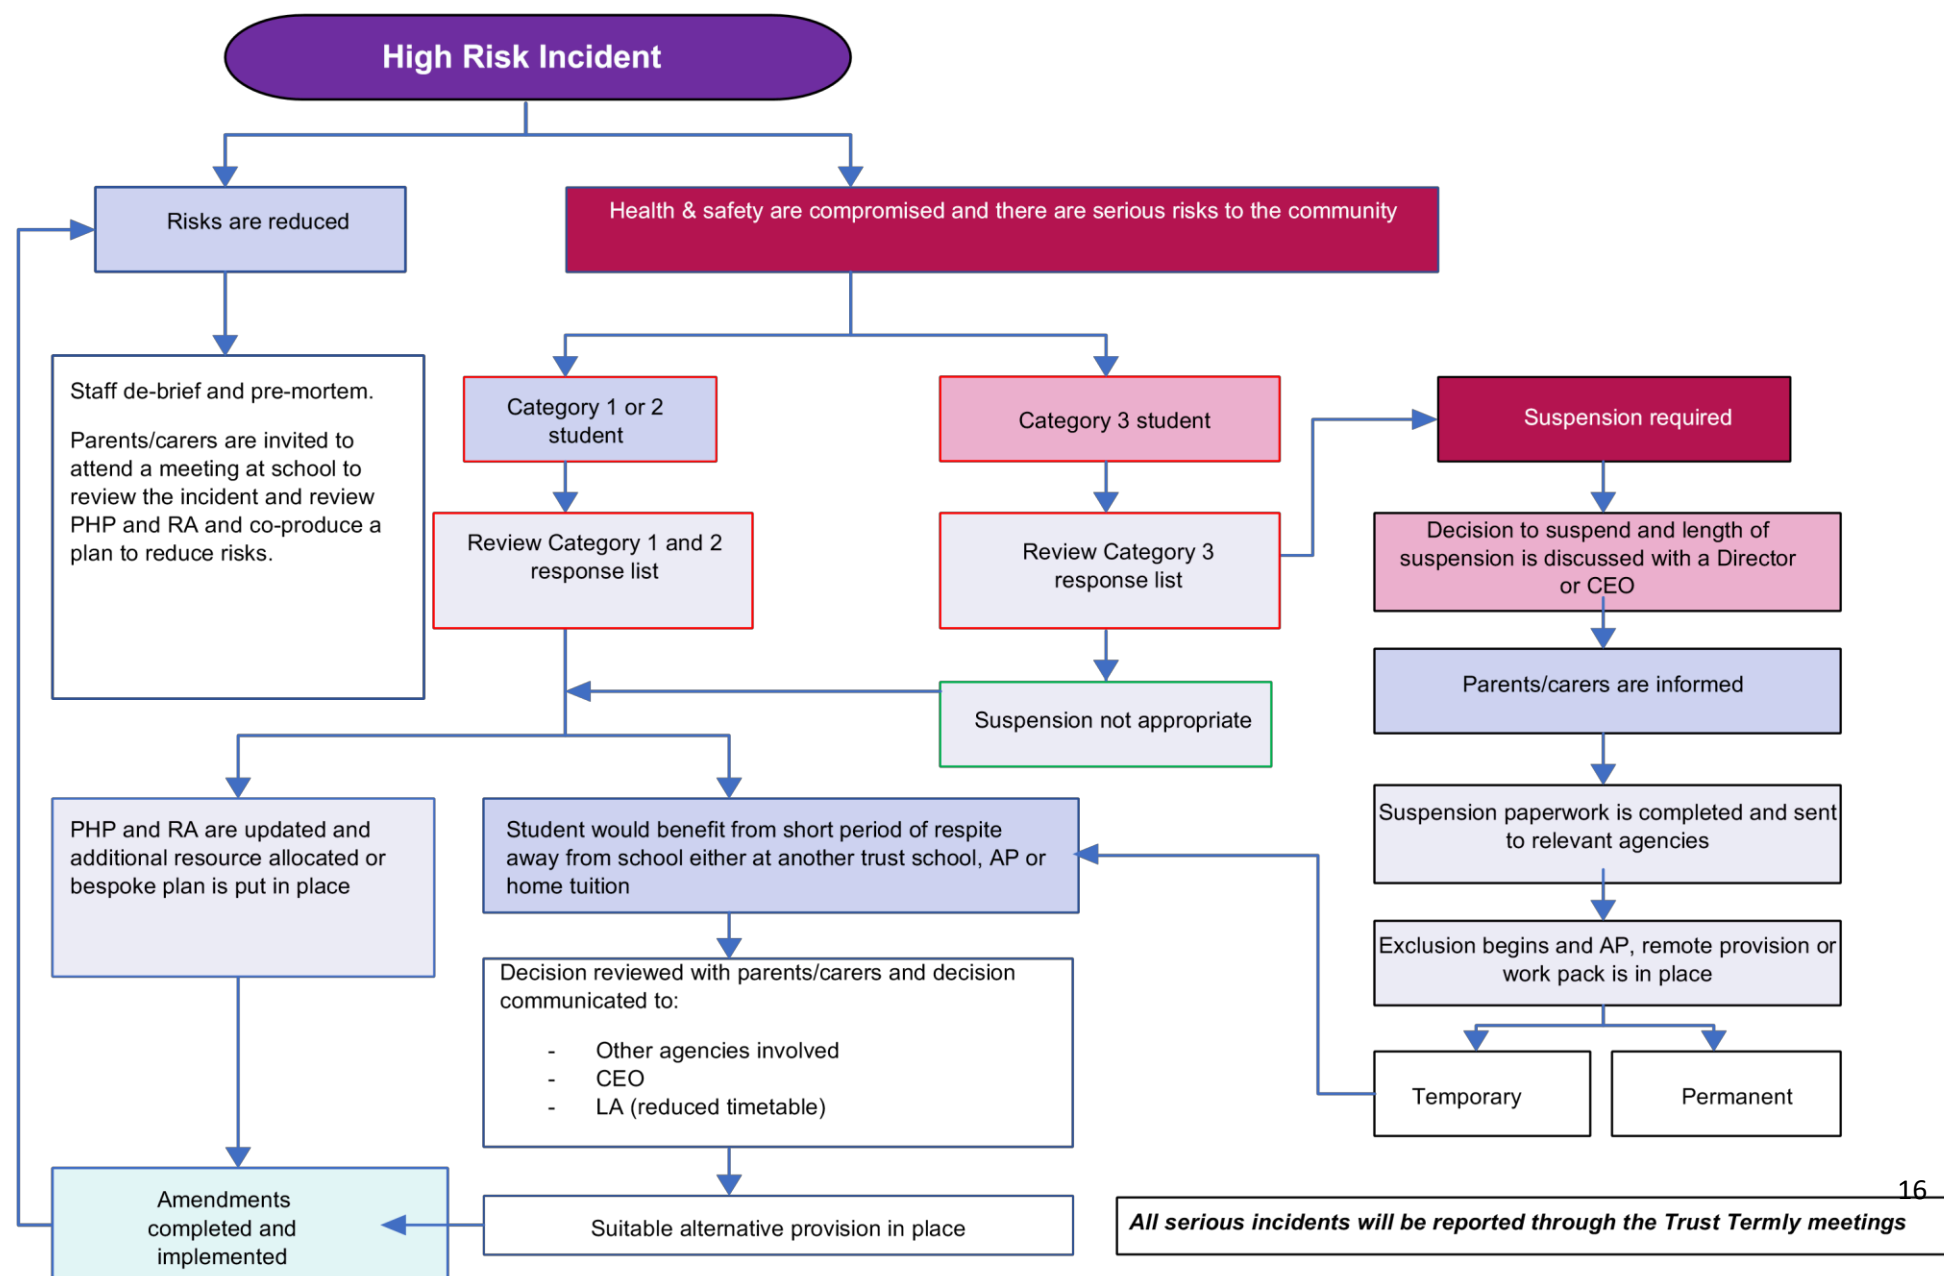 High Risk Incident
Risks are reduced
Health & safety are compromised and there are serious risks to the community
Staff de-brief and pre-mortem.
Parents/carers are invited to
attend a meeting at school to
review the incident and review
PHP and RA and co-produce a
plan to reduce risks.
Category 1 or 2
student
Category 3 student
Suspension required
Review Category 1 and 2
response list
Review Category 3
response list
Decision to suspend and length of
suspension is discussed with a Director
or CEO
Suspension not appropriate
Parents/carers are informed
PHP and RA are updated and
additional resource allocated or
bespoke plan is put in place
Student would benefit from short period of respite
away from school either at another trust school, AP or
home tuition
Suspension paperwork is completed and sent
to relevant agencies
Decision reviewed with parents/carers and decision
communicated to:
- Other agencies involved
- CEO
- LA (reduced timetable)
Exclusion begins and AP, remote provision or
work pack is in place
Temporary
Permanent
Amendments
completed and
implemented
Suitable alternative provision in place
16
All serious incidents will be reported through the Trust Termly meetings